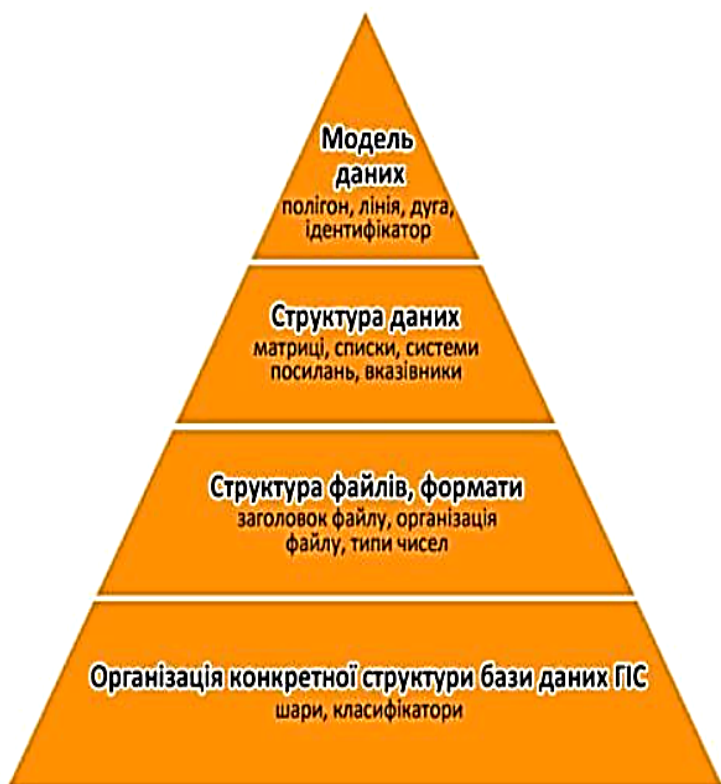 Модель
даних
полігон, лінія, дуга,
ідентифікатор
Структура даних
матриці, списки, системи
посилань, вказівники
Структура файлів, формати
заголовок файлу, організація
файлу, типи чисел
Організація конкретної структури бази даних ГІС
шари, класифікатори